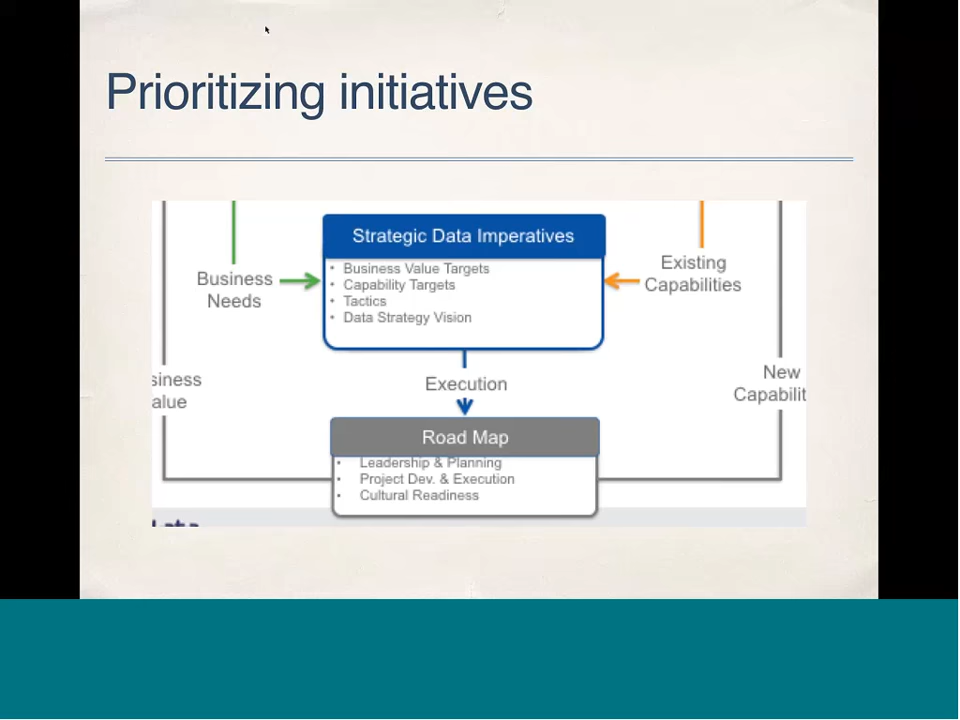 Prioritizing initiatives
Strategic Data Imperatives
• Business Value Targets
• Capability Targets
• Tactics
• Data Strategy Vision
Business
Needs
Existing
Capabilities
siness
alue
Execution
New
Capabilit
Road Map
• Leadership & Planning
• Project Dev. & Execution
• Cultural Readiness